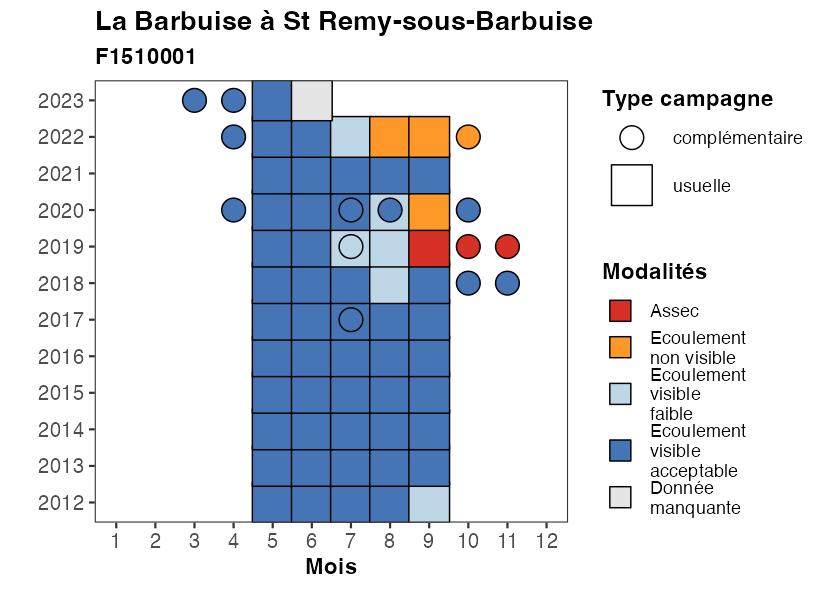 La Barbuise à St Remy-sous-Barbuise
F1510001
2023
2022
2021
2020
2019
2018
2017
2016
2015
2014
2013
2012
1 2 3 4 5 6 7 8 9 10 11 12
Mois
Type campagne
complémentaire
usuelle
Modalités
Assec
Ecoulement
non visible
Ecoulement
visible
faible
Ecoulement
visible
acceptable
Donnée
manquante